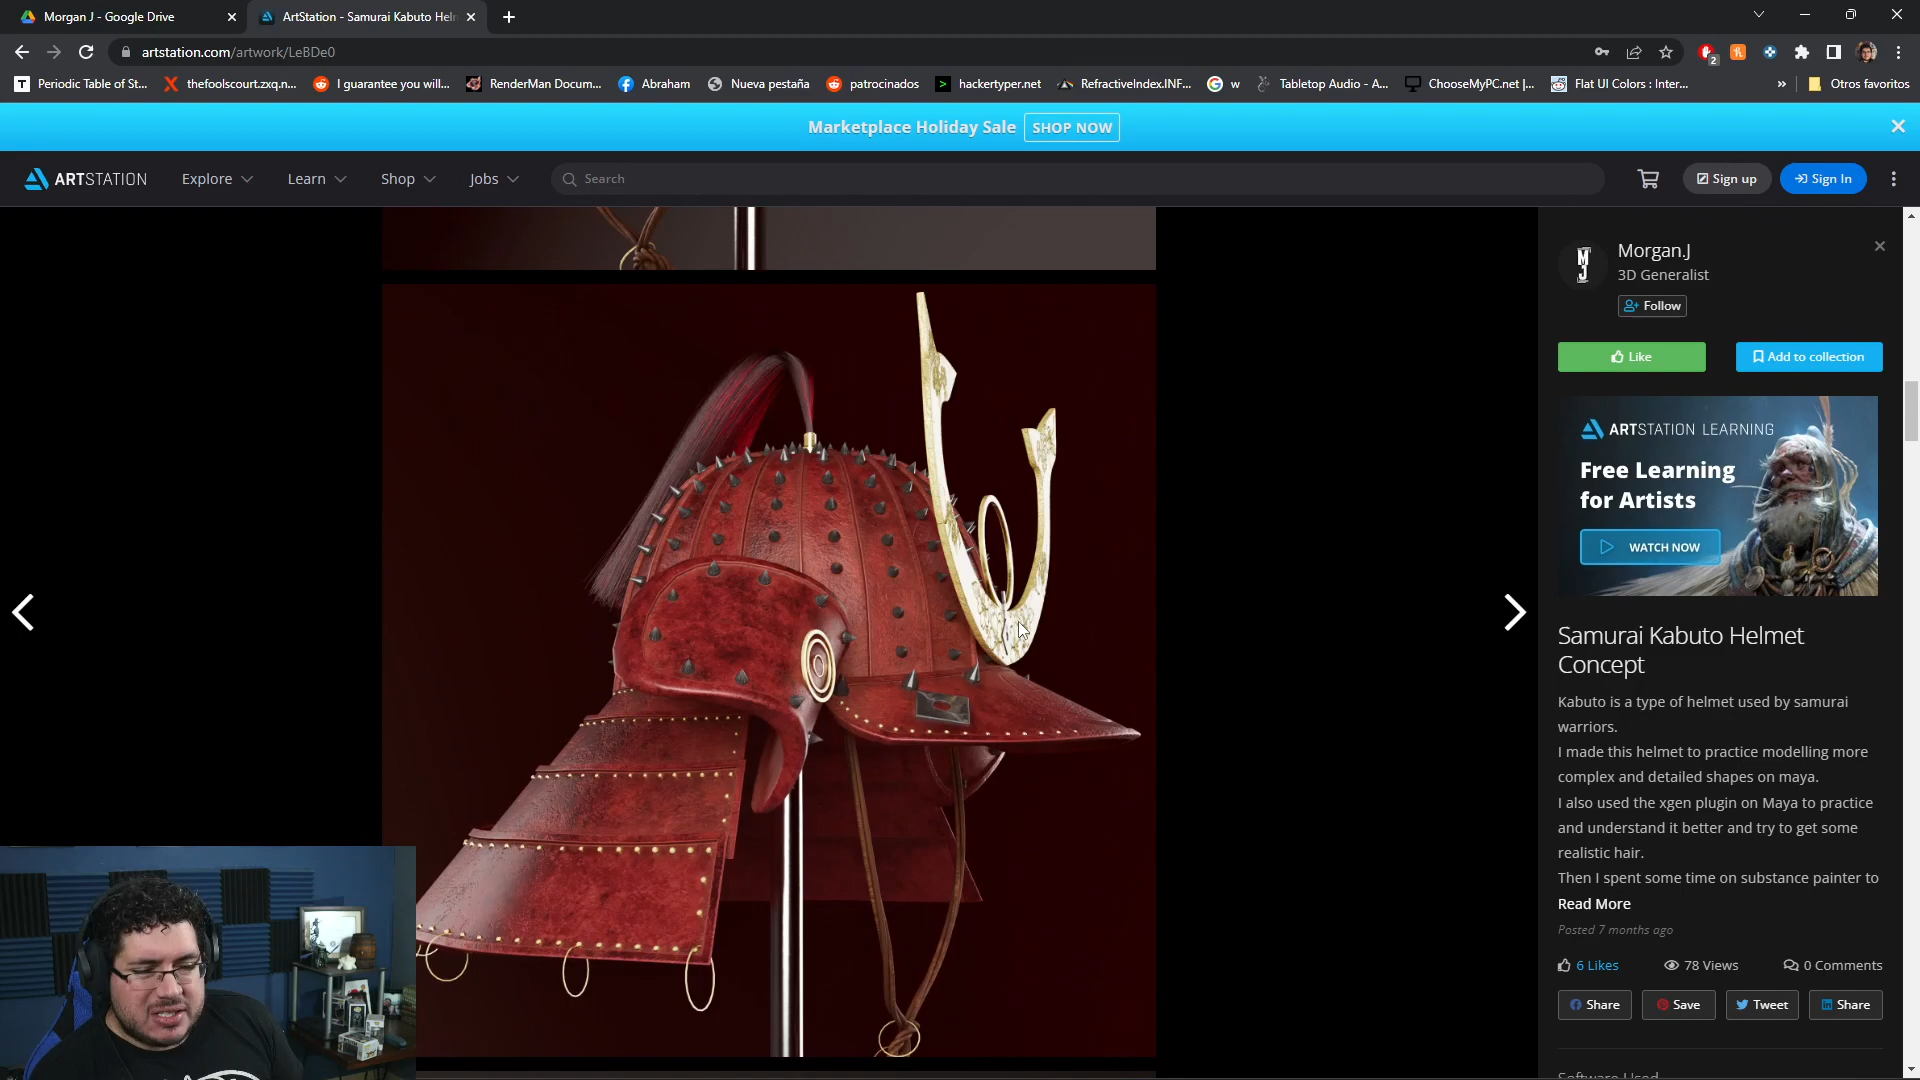 Morgan J - Google Drive
ArtStation - Samurai Kabuto Hel
artstation.com/artwork/LeBDe0
2
Periodic Table of St...
thefoolscourt.zxq.n...
I guarantee you will...
RenderMan Docum...
Abraham
Nueva pestaña
patrocinados
hackertyper.net
RefractiveIndex.INF...
w
Tabletop Audio - A...
ChooseMyPC.net |...
Flat UI Colors : Inter...
»
Otros favoritos
Marketplace Holiday Sale
SHOP NOW
ARTSTATION
Explore
Learn
Shop
Jobs
Search
Sign up
Sign In
MJ
Morgan.J
3D Generalist
Follow
Like
Add to collection
ARTSTATION LEARNING
Free Learning
for Artists
WATCH NOW
Samurai Kabuto Helmet
Concept
Kabuto is a type of helmet used by samurai
warriors.
I made this helmet to practice modelling more
complex and detailed shapes on maya.
I also used the xgen plugin on Maya to practice
and understand it better and try to get some
realistic hair.
Then I spent some time on substance painter to
Read More
Posted 7 months ago
6 Likes
78 Views
0 Comments
Share
Save
Tweet
Share
Software Used